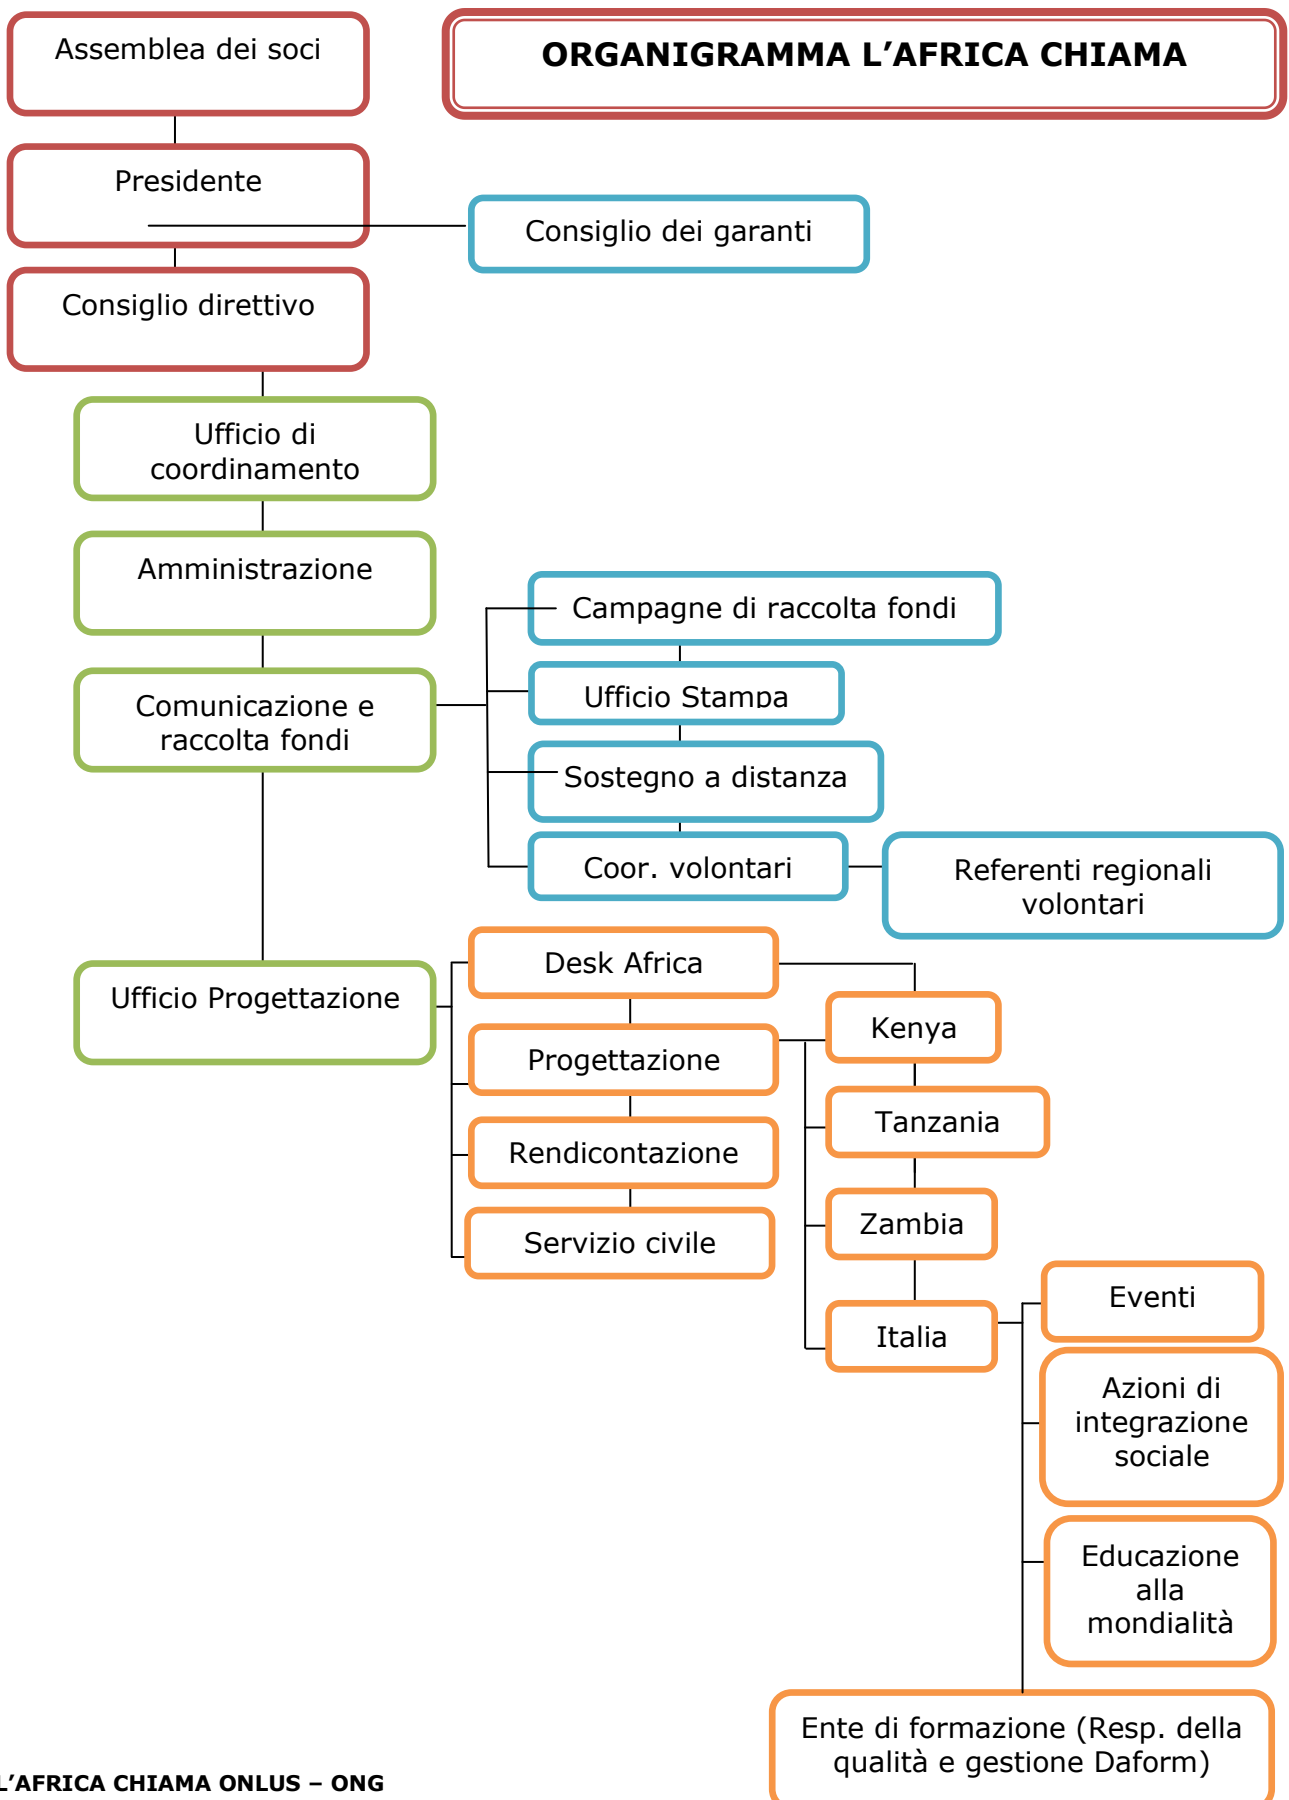 Assemblea dei soci
ORGANIGRAMMA L'AFRICA CHIAMA
Presidente
Consiglio dei garanti
Consiglio direttivo
Ufficio di
coordinamento
Amministrazione
Campagne di raccolta fondi
Comunicazione e
raccolta fondi
Ufficio Stampa
Sostegno a distanza
Coor. volontari
Referenti regionali
volontari
Ufficio Progettazione
Desk Africa
Kenya
Progettazione
Tanzania
Rendicontazione
Zambia
Servizio civile
Italia
Eventi
Azioni di
integrazione
sociale
Educazione
alla
mondialità
Ente di formazione (Resp. della
qualità e gestione Daform)
L'AFRICA CHIAMA ONLUS – ONG